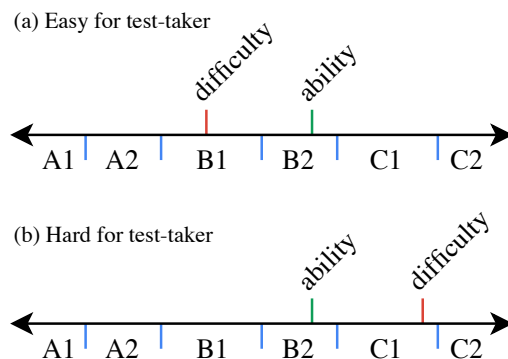 (a) Easy for test-taker
difficulty
ability
A1 A2 B1 B2 C1 C2
(b) Hard for test-taker
ability
difficulty
A1 A2 B1 B2 C1 C2